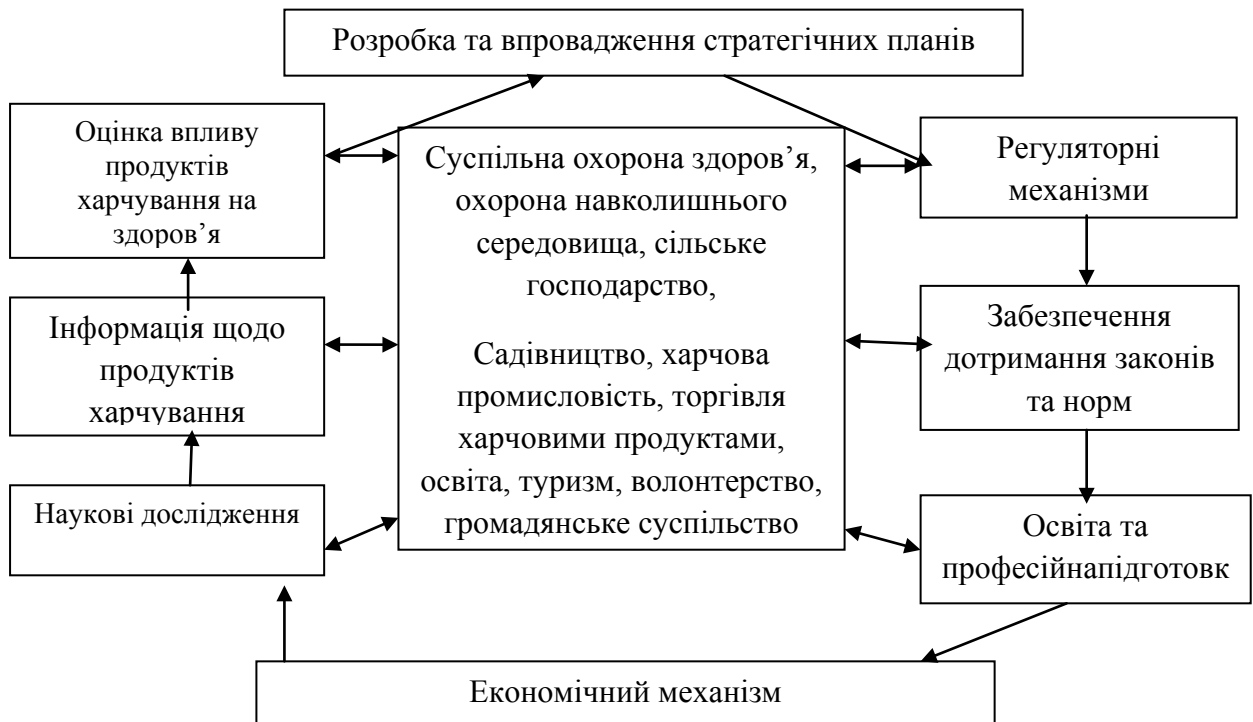 Розробка та впровадження стратегічних планів
Оцінка впливу
продуктів
харчування на
здоров’я
Суспільна охорона здоров’я,
охорона навколишнього
середовища, сільське
господарство,
Садівництво, харчова
промисловість, торгівля
харчовими продуктами,
освіта, туризм, волонтерство,
громадянське суспільство
Регуляторні
механізми
Інформація щодо
продуктів
харчування
Забезпечення
дотримання законів
та норм
Наукові дослідження
Освіта та
професійнапідготовк
Економічний механізм